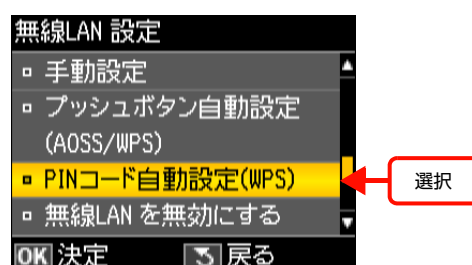 無線LAN 設定
手動設定
プッシュボタン自動設定
(AOSS/WPS)
PINコード自動設定(WPS)
選択
無線LAN を無効にする
OK 決定 戻る